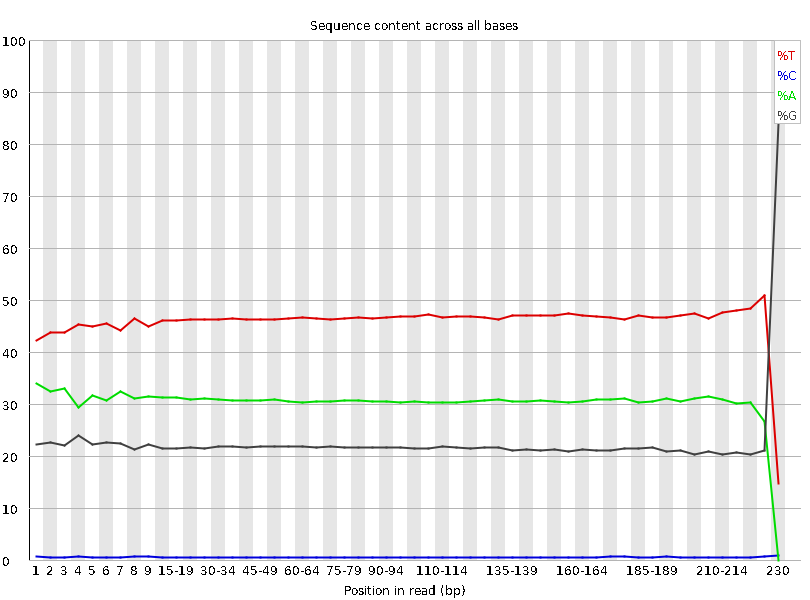 Sequence content across all bases
100
90
80
70
60
50
40
30
20
10
0
%T
%C
%A
%G
1 2 3 4 5 6 7 8 9 15-19 30-34 45-49 60-64 75-79 90-94 110-114 135-139 160-164 185-189 210-214 230
Position in read (bp)